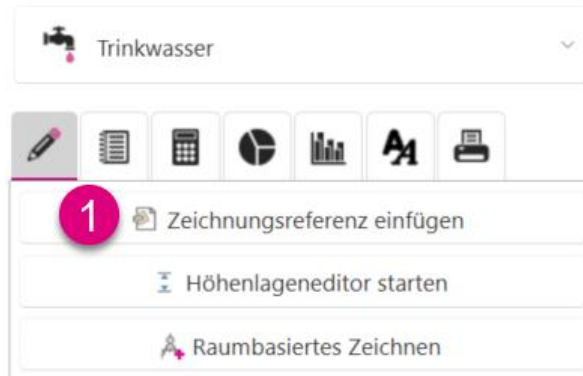 Trinkwasser
1
Zeichnungsreferenz einfügen
Höhenlageneditor starten
Raumbasiertes Zeichnen